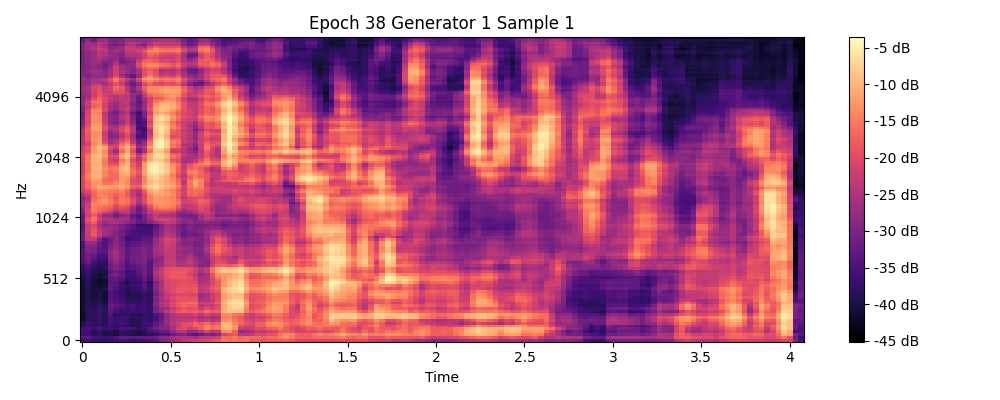 Epoch 38 Generator 1 Sample 1
Hz
4096
2048
1024
512
0
0
0.5
1
1.5
2
2.5
3
3.5
4
Time
-5 dB
-10 dB
-15 dB
-20 dB
-25 dB
-30 dB
-35 dB
-40 dB
-45 dB